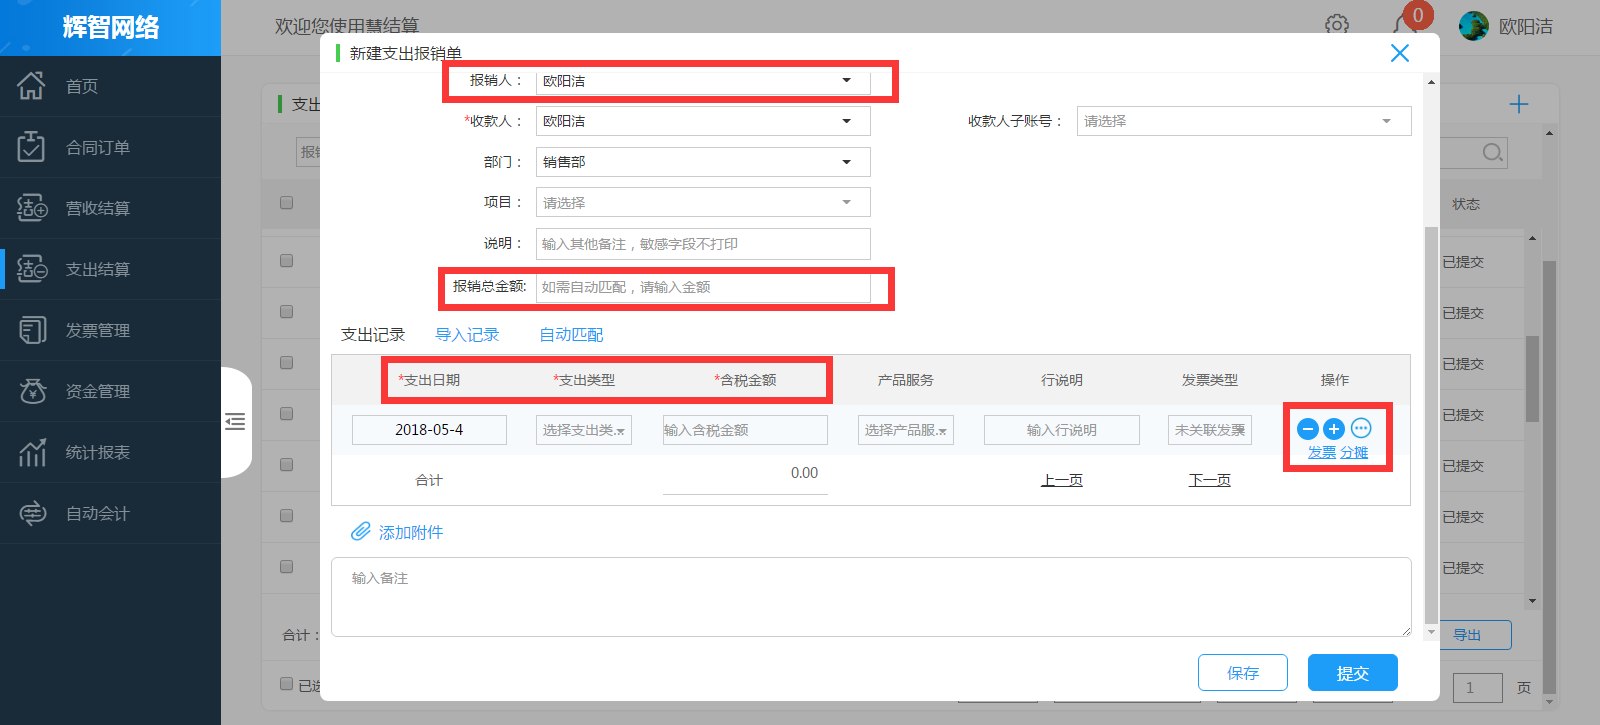 辉智网络
欢迎您使用慧结算
0
欧阳洁
首页
合同订单
营收结算
支出结算
发票管理
资金管理
统计报表
自动会计
支出
报销
状态
已提交
已提交
已提交
已提交
已提交
已提交
已提交
合计：
导出
已选
1 页
新建支出报销单
报销人： 欧阳洁
*收款人： 欧阳洁 收款人子账号： 请选择
部门： 销售部
项目： 请选择
说明： 输入其他备注，敏感字段不打印
报销总金额: 如需自动匹配，请输入金额
支出记录 导入记录 自动匹配
*支出日期 *支出类型 *含税金额 产品服务 行说明 发票类型 操作
2018-05-4 选择支出类.. 输入含税金额 选择产品服.. 输入行说明 未关联发票
发票 分摊
合计 0.00 上一页 下一页
添加附件
输入备注
保存 提交